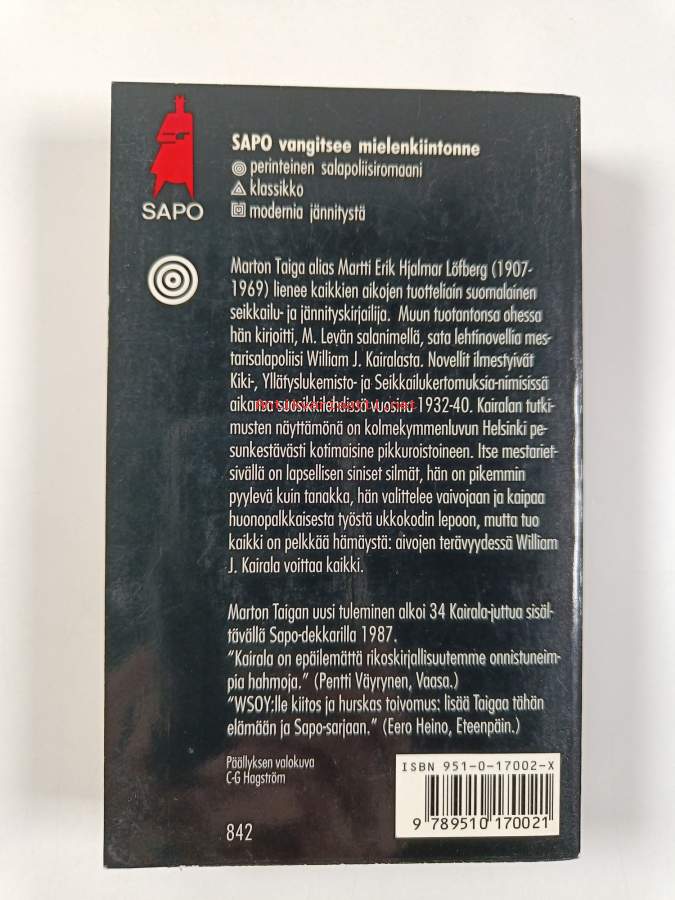 SAPO
SAPO vangitsee mielenkiintonne
perinteinen salapoliisiromaani
klassikko
modernia jännitystä
Marton Taiga alias Martti Erik Hjalmar Löfberg (1907-
1969) lienee kaikkien aikojen tuotteliain suomalainen
seikkailu- ja jännityskirjailija. Muun tuotantonsa ohessa
hän kirjoitti, M. Levän salanimellä, sata lehtinovellia mes-
tarisalapoliisi William J. Kairalasta. Novellit ilmestyivät
Kiki-, Yllätyslukemisto- ja Seikkailukertomuksia-nimisissä
aikansa suosikkilehdissä vuosina 1932-40. Kairalan tutki-
musten näyttämönä on kolmekymmenluvun Helsinki pe-
sunkestävästi kotimaisine pikkuroistoineen. Itse mestariet-
sivällä on lapsellisen siniset silmät, hän on pikemmin
pyylevä kuin tanakka, hän valittelee vaivojaan ja kaipaa
huonopalkkaisesta työstä ukkokodin lepoon, mutta tuo
kaikki on pelkkää hämäystä: aivojen terävyydessä William
J. Kairala voittaa kaikki.
Marton Taigan uusi tuleminen alkoi 34 Kairala-juttua sisäl-
tävällä Sapo-dekkarilla 1987.
"Kairala on epäilemättä rikoskirjallisuutemme onnistuneim-
pia hahmoja." (Pentti Väyrynen, Vaasa.)
"WSOY:lle kiitos ja hurskas toivomus: lisää Taigaa tähän
elämään ja Sapo-sarjaan." (Eero Heino, Eteenpäin.)
Päällyksen valokuva
C-G Hagström
842
ISBN 951-0-17002-X
9 789510 170021